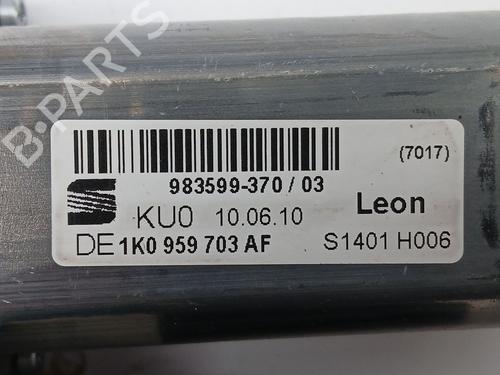 B-PARTS
(7017)
983599-370 / 03
KU0 10.06.10 Leon
DE 1K0 959 703 AF S1401 H006